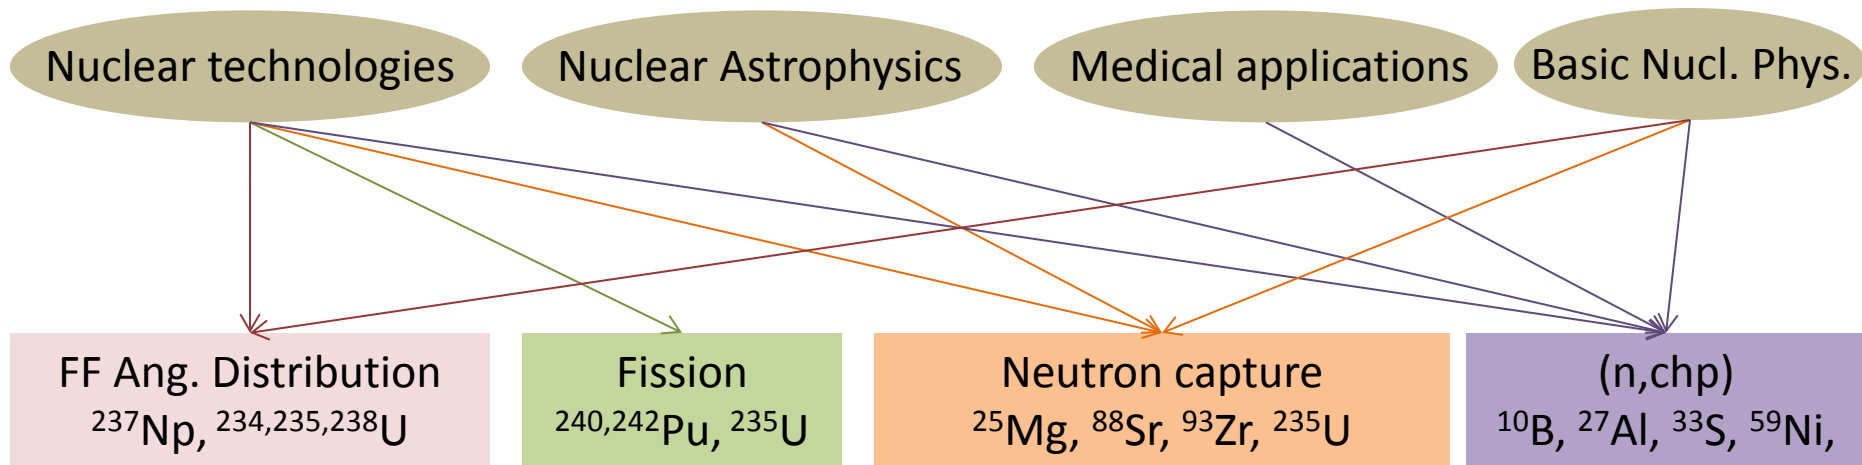 Nuclear technologies
Nuclear Astrophysics
Medical applications
Basic Nucl. Phys.
FF Ang. Distribution
²³⁷Np, ²³⁴,²³⁵,²³⁸U
Fission
²⁴⁰,²⁴²Pu, ²³⁵U
Neutron capture
²⁵Mg, ⁸⁸Sr, ⁹³Zr, ²³⁵U
(n,chp)
¹⁰B, ²⁷Al, ³³S, ⁵⁹Ni,